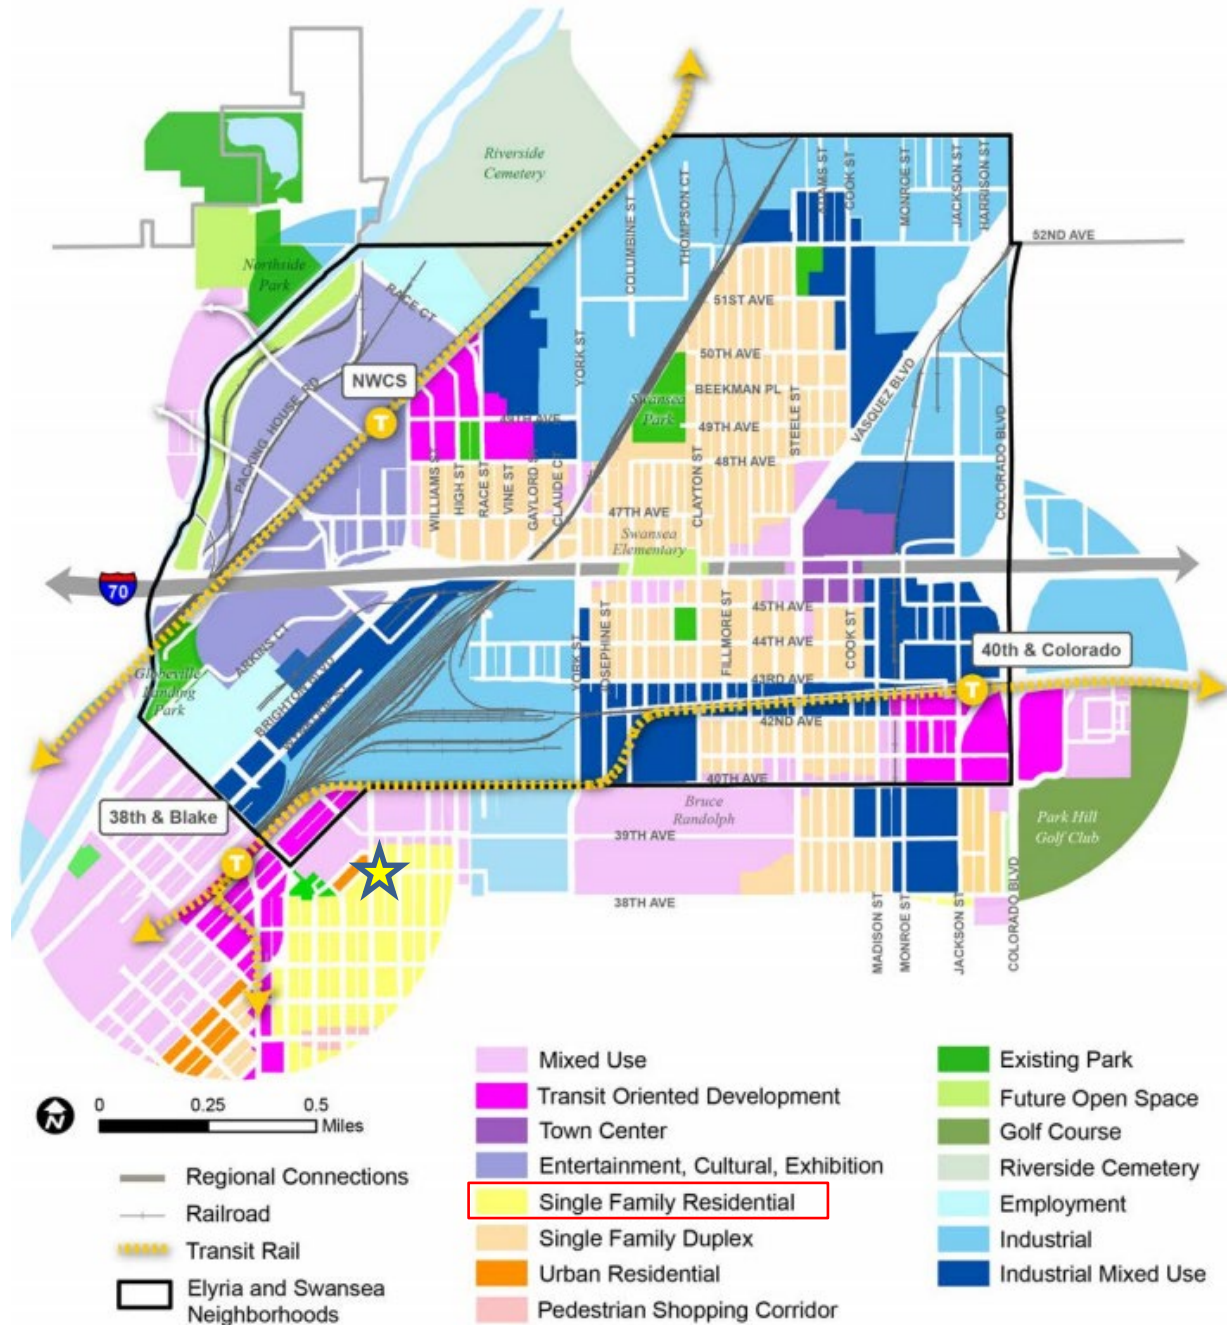 Riverside
Cemetery
ADAMS ST
COOK ST
MONROE ST
JACKSON ST
HARRISON ST
COLUMBINE ST
THOMPSON CT
52ND AVE
Northside
Park
RACE CT
51ST AVE
YORK ST
50TH AVE
NWCS
BEEKMAN PL
Swansea
Park
49TH AVE
49TH AVE
STEELE ST
VASQUEZ BLVD
PACKING HOUSE RD
48TH AVE
COLORADO BLVD
WILLIAMS ST
HIGH ST
RACE ST
VINE ST
GAYLORD ST
CLAUDE CT
CLAYTON ST
47TH AVE
Swansea
Elementary
70
45TH AVE
44TH AVE
JOSEPHINE ST
FILLMORE ST
COOK ST
YORK ST
ARKINS CT
40th & Colorado
Globeville
Landing
Park
BRIGHTON BLVD
43RD AVE
T
42ND AVE
40TH AVE
38th & Blake
Bruce
Randolph
Park Hill
Golf Club
39TH AVE
T
38TH AVE
MADISON ST
MONROE ST
JACKSON ST
COLORADO BLVD
T
N
0 0.25 0.5
Miles
Regional Connections
Railroad
Transit Rail
Elyria and Swansea
Neighborhoods
Mixed Use
Transit Oriented Development
Town Center
Entertainment, Cultural, Exhibition
Single Family Residential
Single Family Duplex
Urban Residential
Pedestrian Shopping Corridor
Existing Park
Future Open Space
Golf Course
Riverside Cemetery
Employment
Industrial
Industrial Mixed Use